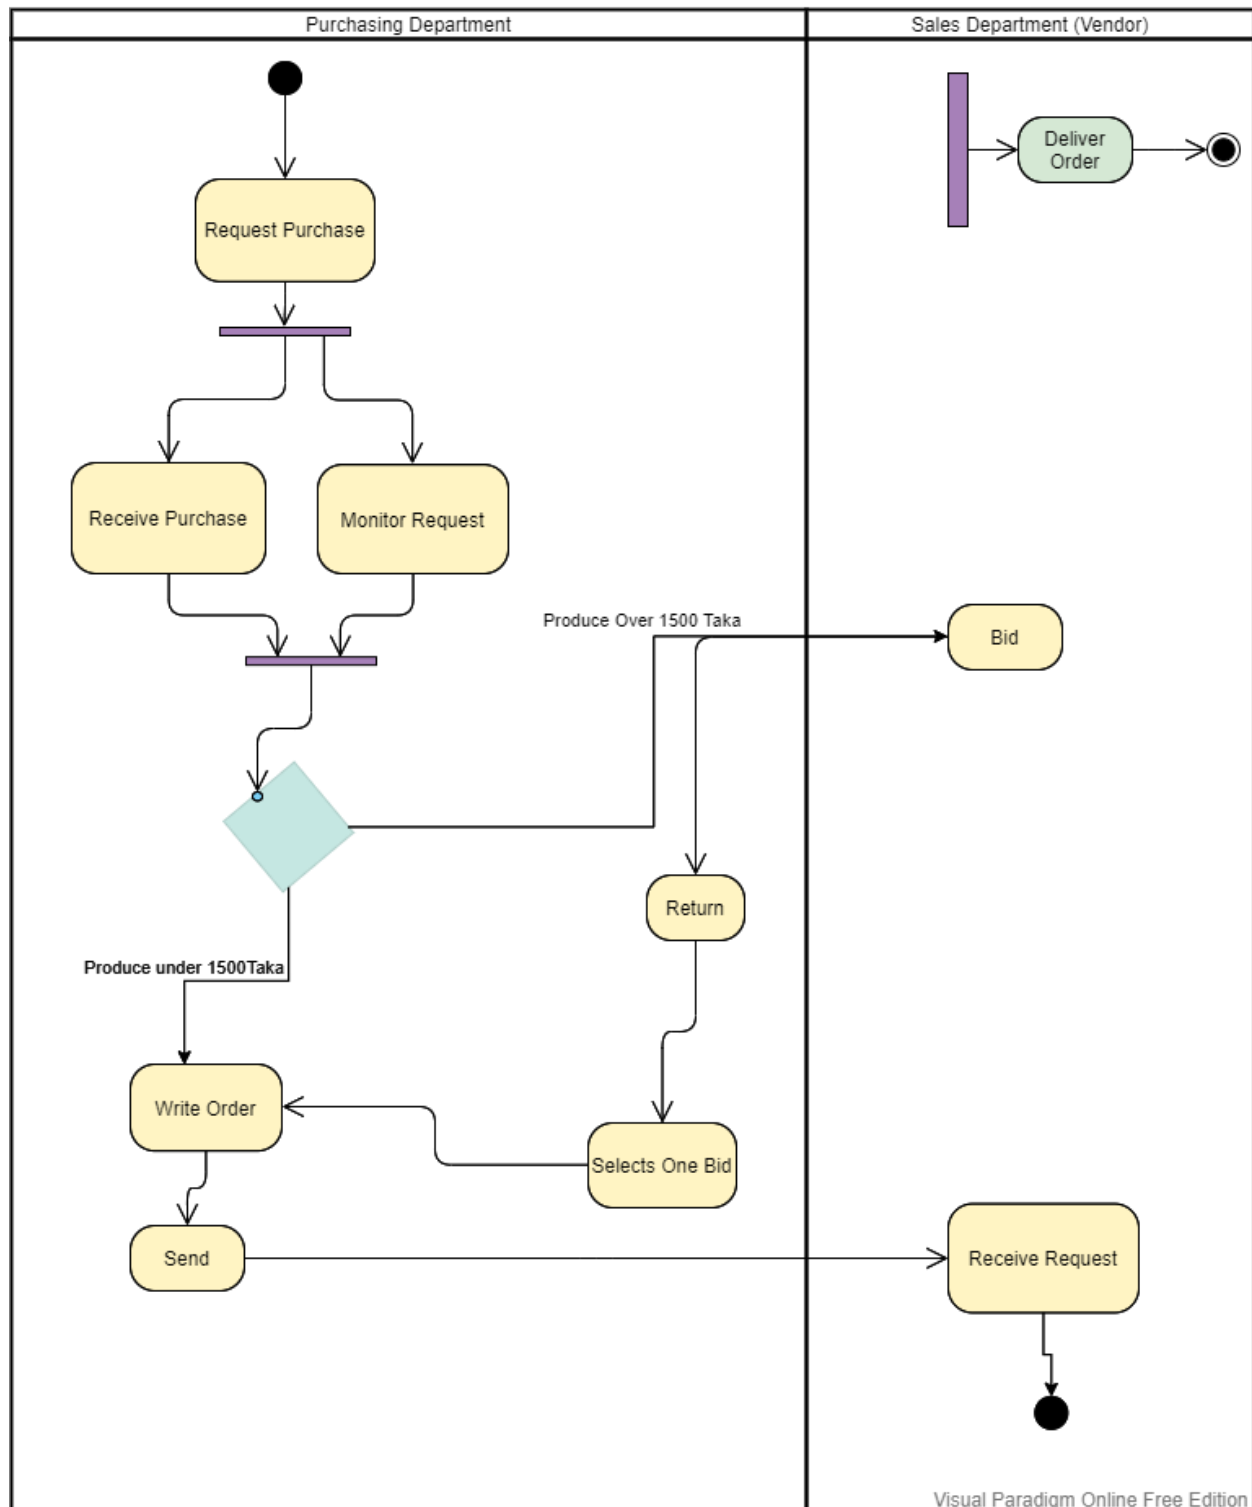 Purchasing Department
Sales Department (Vendor)
Deliver
Order
Request Purchase
Receive Purchase
Monitor Request
Produce Over 1500 Taka
Bid
Return
Produce under 1500Taka
Write Order
Selects One Bid
Send
Receive Request
Visual Paradigm Online Free Edition